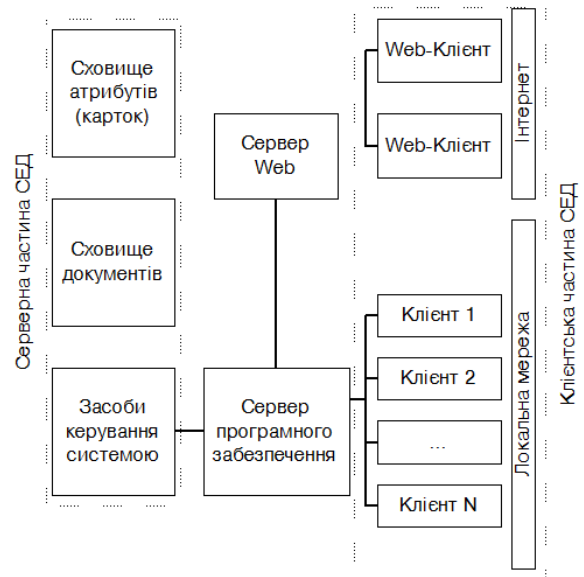 Серверна частина СЕД
Сховище
атрибутів
(карток)
Сховище
документів
Засоби
керування
системою
Сервер
Web
Сервер
програмного
забезпечення
Web-Клієнт
Web-Клієнт
Інтернет
Клієнт 1
Клієнт 2
...
Клієнт N
Локальна мережа
Клієнтська частина СЕД